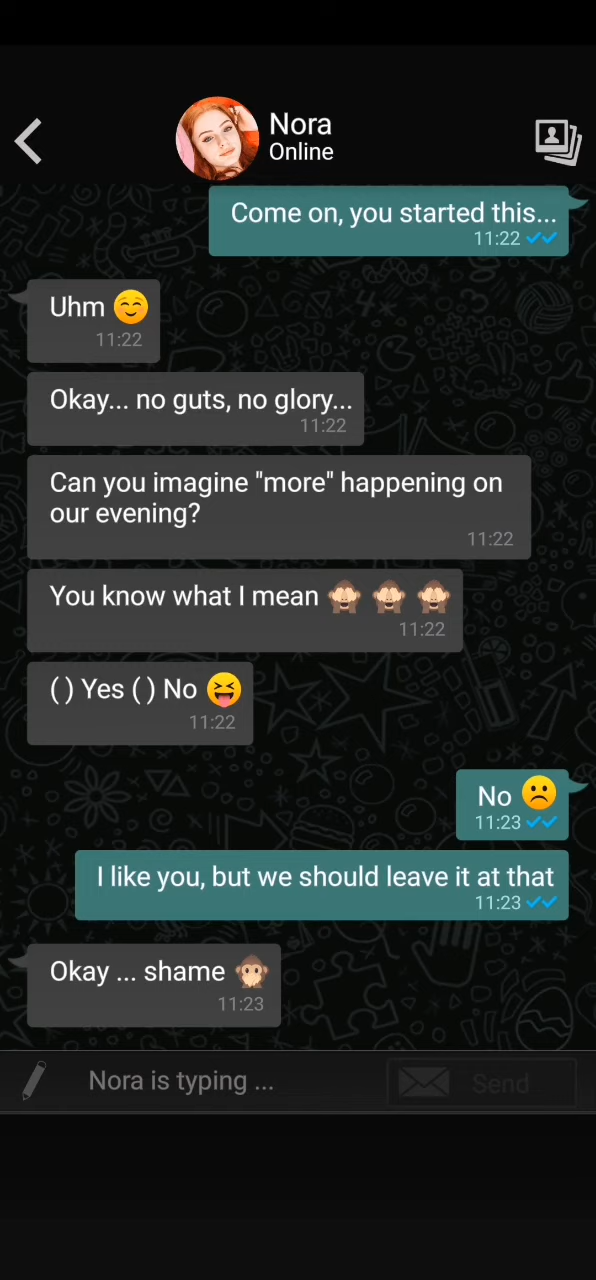 Nora
Online
Come on, you started this...
11:22
Uhm 😊
11:22
Okay... no guts, no glory...
11:22
Can you imagine "more" happening on
our evening?
11:22
You know what I mean 🙈 🙈 🙈
11:22
( ) Yes ( ) No 😝
11:22
No ☹️
11:23
I like you, but we should leave it at that
11:23
Okay ... shame 🐵
11:23
Nora is typing ...
Send